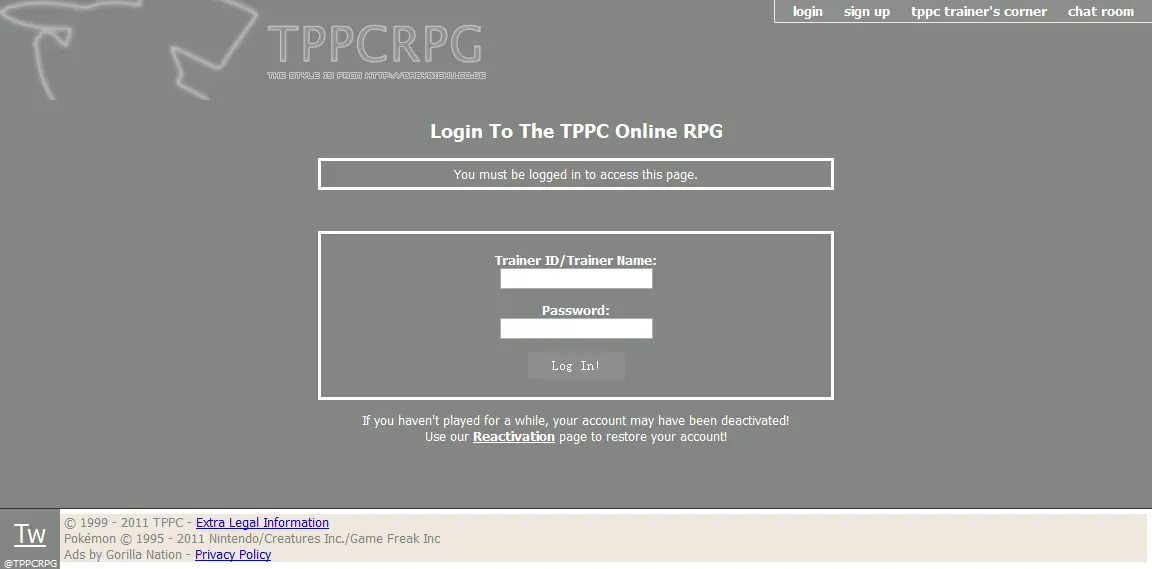 login sign up tppc trainer's corner chat room
TPPCRPG
THE STYLE IS FROM HTTP://BABYBICHU.CO.DE
Login To The TPPC Online RPG
You must be logged in to access this page.
Trainer ID/Trainer Name:
Password:
Log In!
If you haven't played for a while, your account may have been deactivated!
Use our Reactivation page to restore your account!
Tw
@TPPCRPG
© 1999 - 2011 TPPC - Extra Legal Information
Pokémon © 1995 - 2011 Nintendo/Creatures Inc./Game Freak Inc
Ads by Gorilla Nation - Privacy Policy